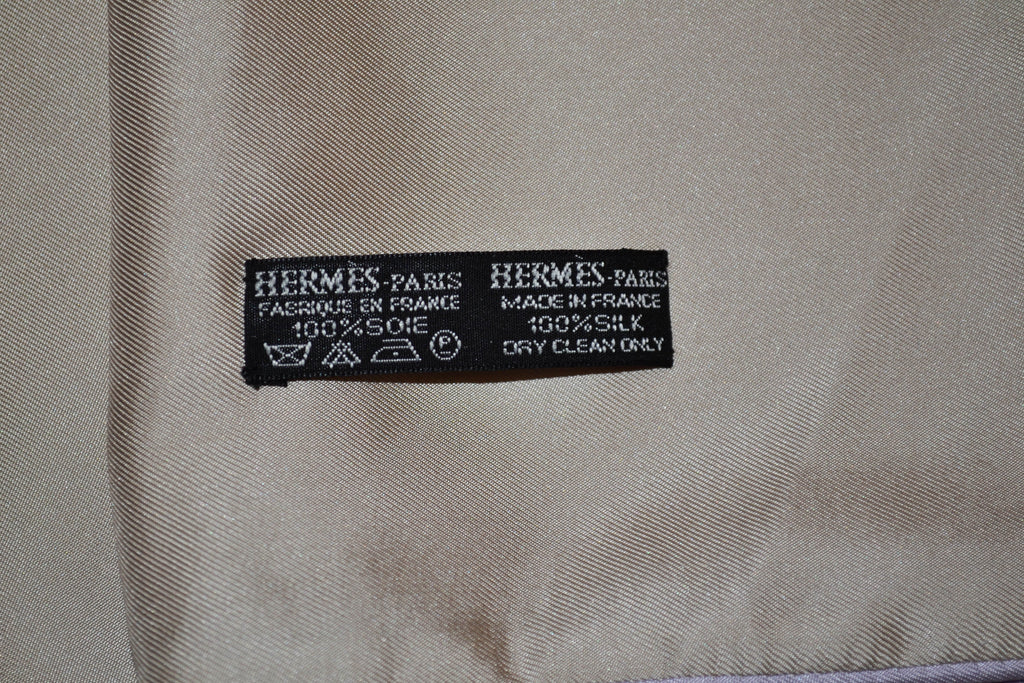 HERMÈS-PARIS
FABRIQUE EN FRANCE
100%SOIE
P
HERMÈS-PARIS
MADE IN FRANCE
100%SILK
DRY CLEAN ONLY